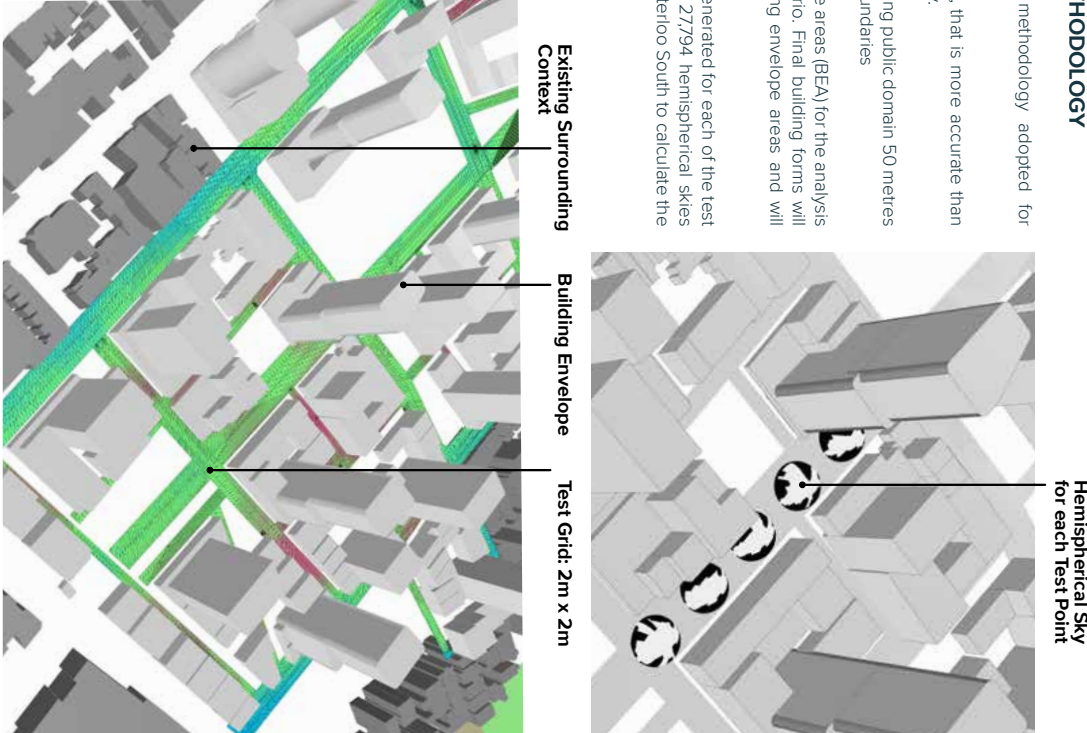 THODOLOGY
methodology adopted for
, that is more accurate than
ng public domain 50 metres
undaries
e areas (BEA) for the analysis
rio. Final building forms will
ng envelope to areas and will
enerated for each of the test
27.794 hemispherical skies
terloo South to calculate the
Hemispherical Sky
for each Test Point
Existing Surrounding
Context
Building Envelope
Test Grid: 2m x 2m